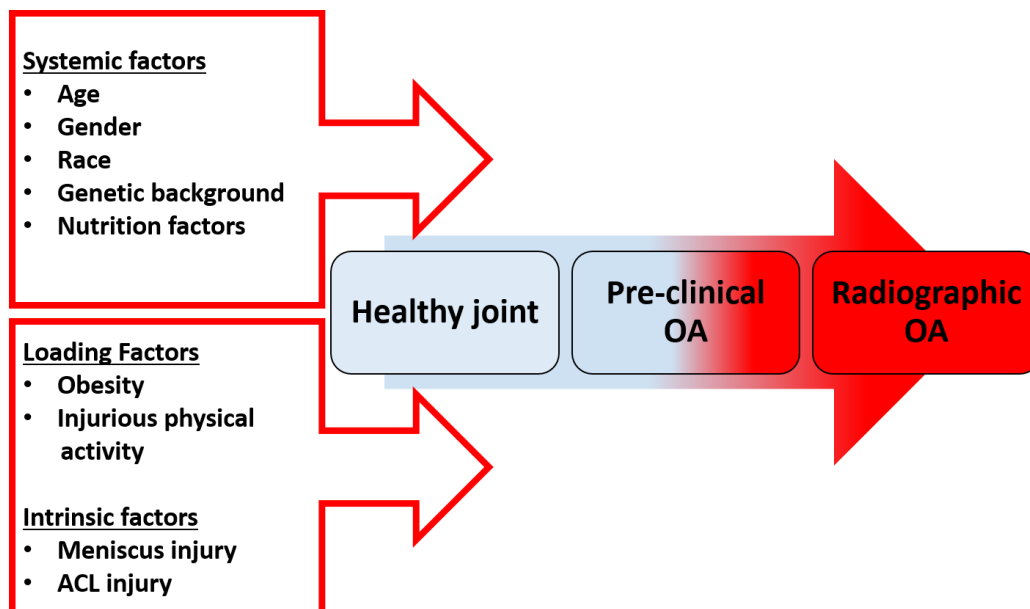 Systemic factors
• Age
• Gender
• Race
• Genetic background
• Nutrition factors
Loading Factors
• Obesity
• Injurious physical
activity
Intrinsic factors
• Meniscus injury
• ACL injury
Healthy joint
Pre-clinical
OA
Radiographic
OA